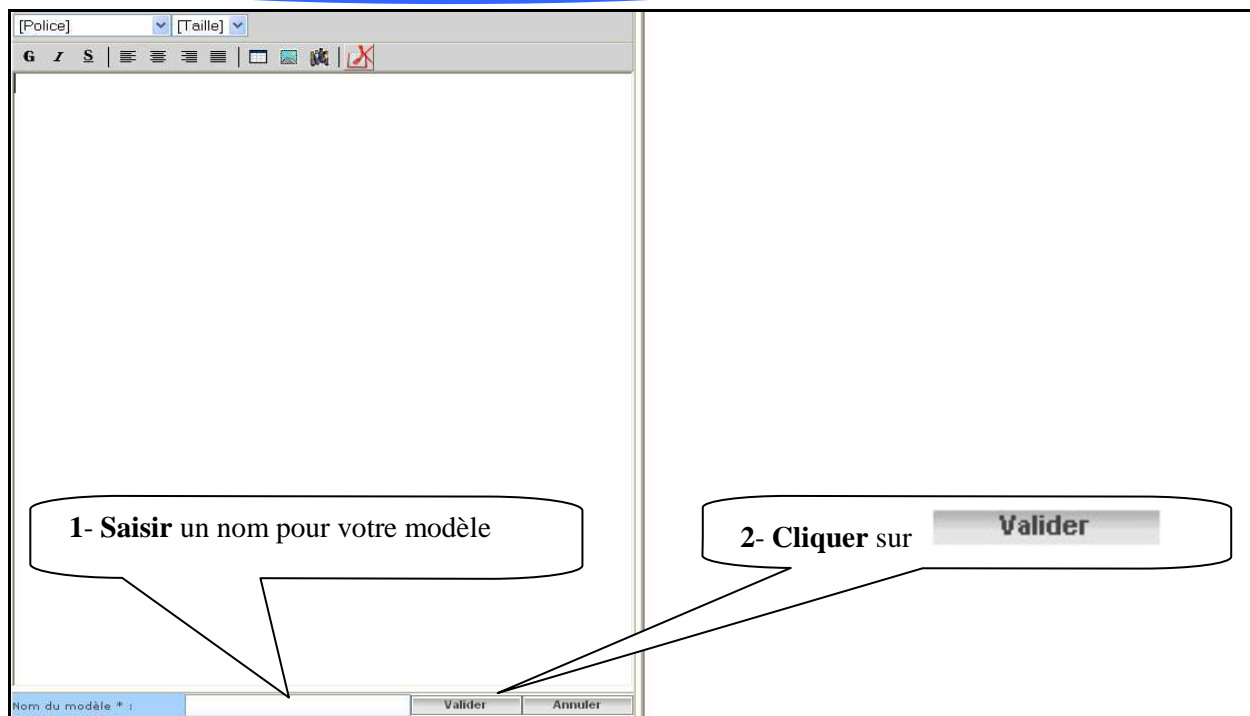 [Police] [Taille]
G I S
1- Saisir un nom pour votre modèle
2- Cliquer sur Valider
Nom du modèle * : Valider Annuler